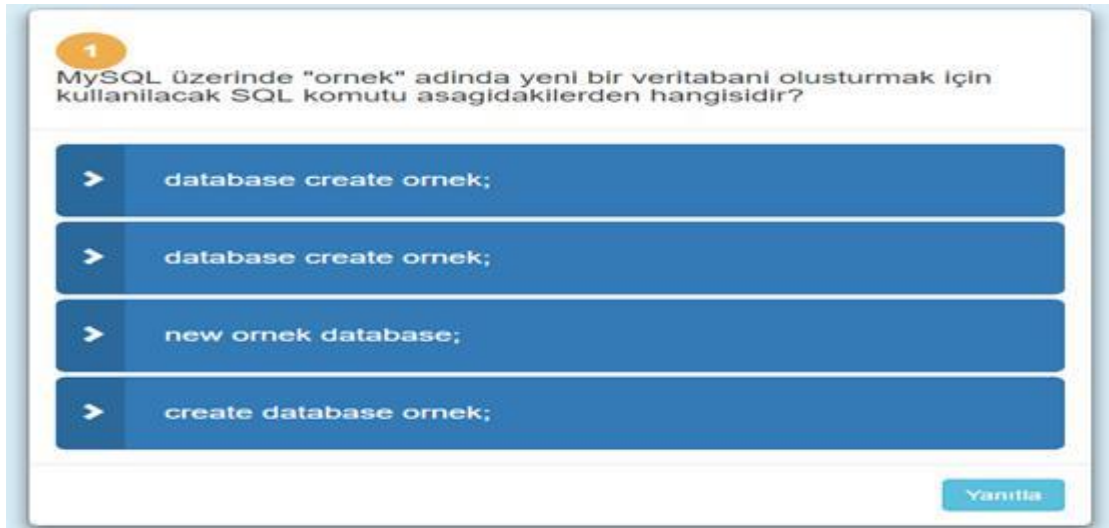 1
MySQL üzerinde "ornek" adinda yeni bir veritabani olusturmak için
kullanilacak SQL komutu asagidakilerden hangisidir?
database create ornek;
database create ornek;
new ornek database;
create database ornek;
Yanıtla